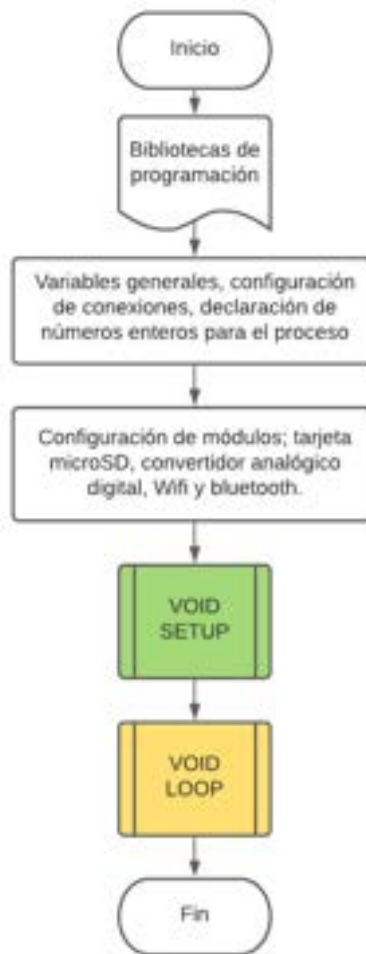 Inicio
Bibliotecas de
programación
Variables generales, configuración
de conexiones, declaración de
números enteros para el proceso
Configuración de módulos; tarjeta
microSD, convertidor analógico
digital, Wifi y bluetooth.
VOID
SETUP
VOID
LOOP
Fin